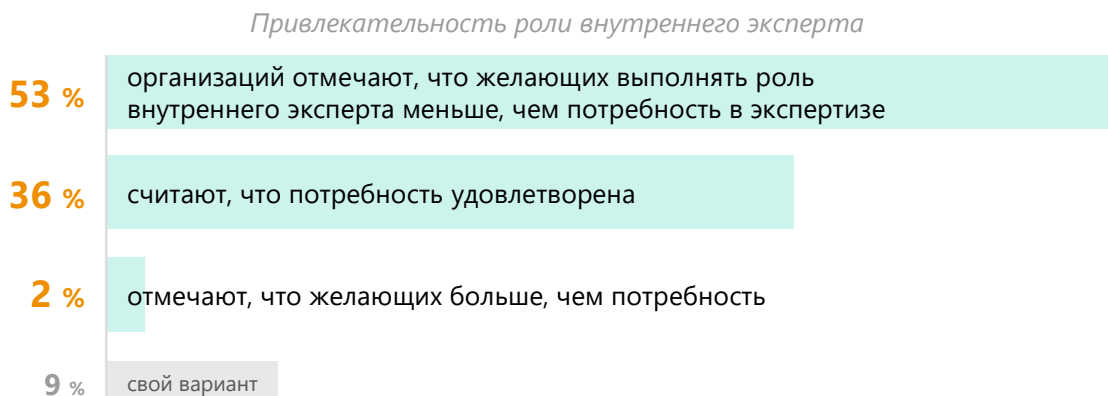 Привлекательность роли внутреннего эксперта
53 %
организаций отмечают, что желающих выполнять роль
внутреннего эксперта меньше, чем потребность в экспертизе
36 %
считают, что потребность удовлетворена
2 %
отмечают, что желающих больше, чем потребность
9 %
свой вариант